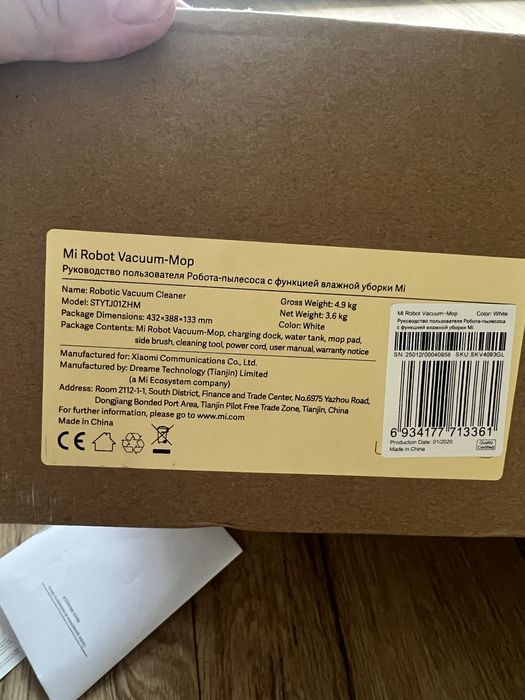 Mi Robot Vacuum-Mop
Руководство пользователя Робота-пылесоса с функцией влажной уборки Mi
Name: Robotic Vacuum Cleaner
Model: STYTJ01ZHM
Package Dimensions: 432×388×133 mm
Gross Weight: 4.9 kg
Net Weight: 3.6 kg
Color: White
Package Contents: Mi Robot Vacuum-Mop, charging dock, water tank, mop pad,
side brush, cleaning tool, power cord, user manual, warranty notice
Manufactured for: Xiaomi Communications Co., Ltd.
Manufactured by: Dreame Technology (Tianjin) Limited
(a Mi Ecosystem company)
Address: Room 2112-1-1, South District, Finance and Trade Center, No.6975 Yazhou Road,
Dongjiang Bonded Port Area, Tianjin Pilot Free Trade Zone, Tianjin, China
For further information, please go to www.mi.com
Made in China
CE
Mi Robot Vacuum-Mop Color: White
Руководство пользователя Робота-пылесоса
с функцией влажной уборки Mi
SN: 25012/00040958 SKU SKV4093GL
6 934177 713361
Production Date: 01/2020
Made in China
Quality
Certified